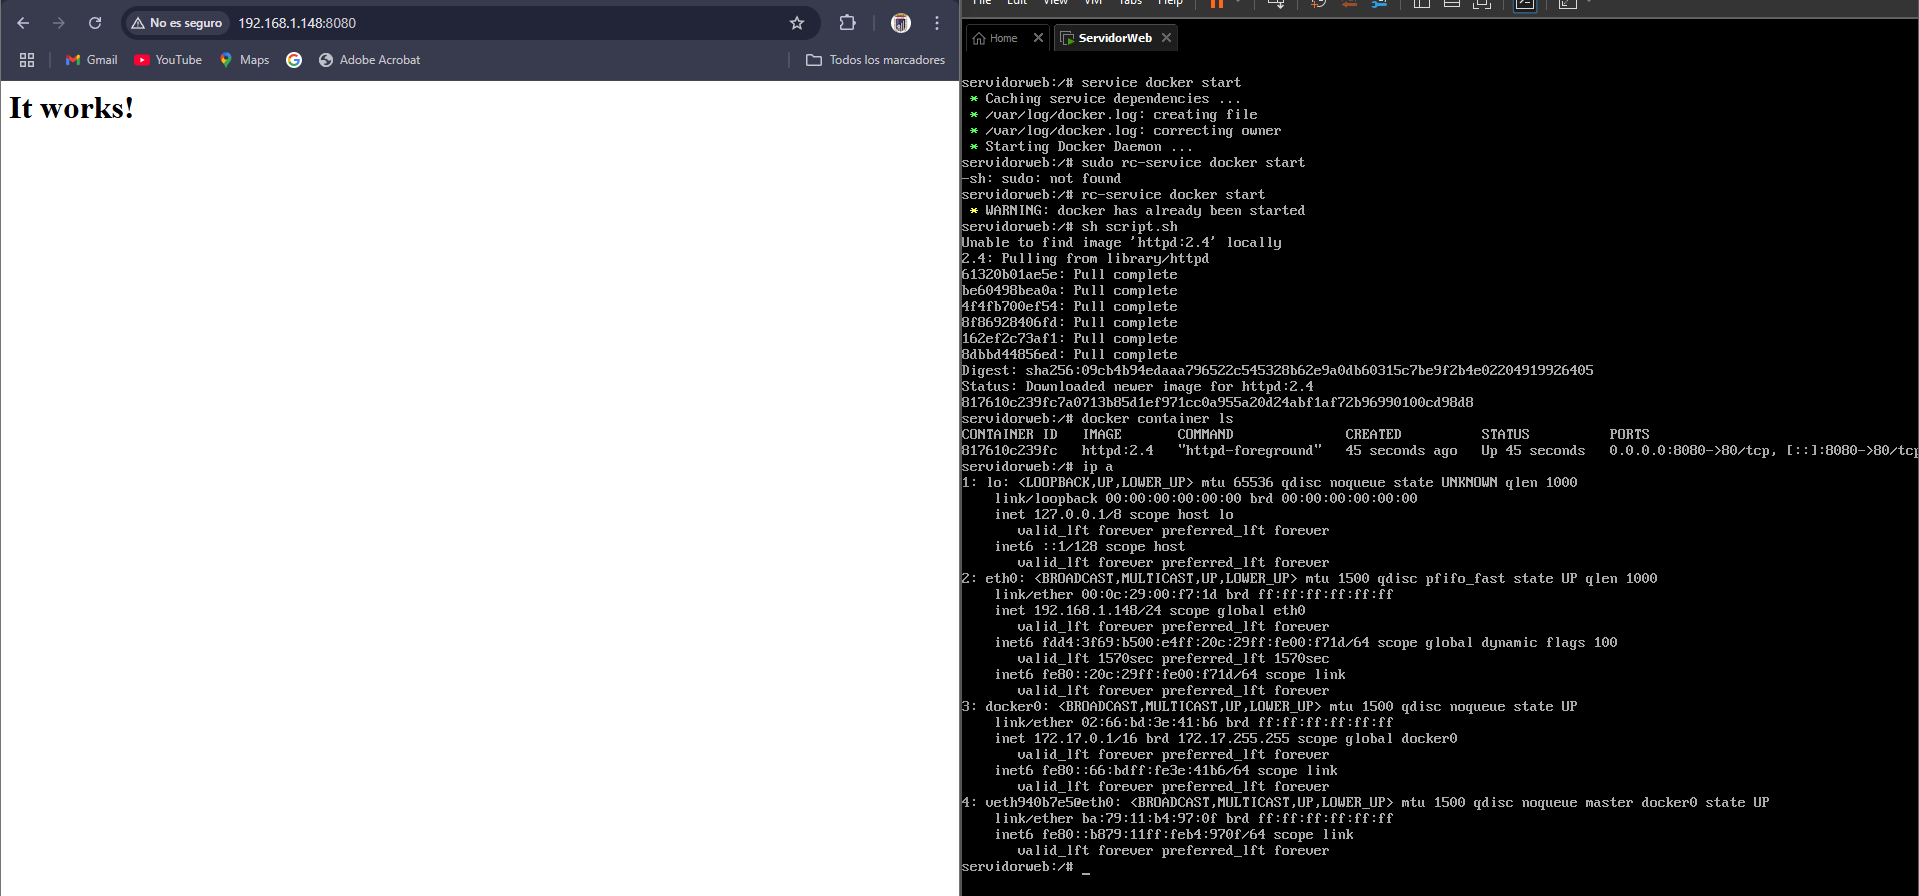 No es seguro 192.168.1.148:8080
Gmail YouTube Maps Adobe Acrobat Todos los marcadores
It works!
File Edit View VM Tabs Help
Home ServidorWeb
servidorweb:/# service docker start
* Caching service dependencies ...
* /var/log/docker.log: creating file
* /var/log/docker.log: correcting owner
* Starting Docker Daemon ...
servidorweb:/# sudo rc-service docker start
-sh: sudo: not found
servidorweb:/# rc-service docker start
* WARNING: docker has already been started
servidorweb:/# sh script.sh
Unable to find image 'httpd:2.4' locally
2.4: Pulling from library/httpd
61320b01ae5e: Pull complete
be60498bea0a: Pull complete
4f4fb700ef54: Pull complete
8f86928406fd: Pull complete
162ef2c73af1: Pull complete
8dbbd44856ed: Pull complete
Digest: sha256:09cb4b94edaaa796522c545328b62e9a0db60315c7be9f2b4e02204919926405
Status: Downloaded newer image for httpd:2.4
817610c239fc7a0713b85d1ef971cc0a955a20d24abf1af72b96990100cd98d8
servidorweb:/# docker container ls
CONTAINER ID IMAGE COMMAND CREATED STATUS PORTS
817610c239fc httpd:2.4 "httpd-foreground" 45 seconds ago Up 45 seconds 0.0.0.0:8080->80/tcp, [::]:8080->80/tcp
servidorweb:/# ip a
1: lo: <LOOPBACK,UP,LOWER_UP> mtu 65536 qdisc noqueue state UNKNOWN qlen 1000
link/loopback 00:00:00:00:00:00 brd 00:00:00:00:00:00
inet 127.0.0.1/8 scope host lo
valid_lft forever preferred_lft forever
inet6 ::1/128 scope host
valid_lft forever preferred_lft forever
2: eth0: <BROADCAST,MULTICAST,UP,LOWER_UP> mtu 1500 qdisc pfifo_fast state UP qlen 1000
link/ether 00:0c:29:00:f7:1d brd ff:ff:ff:ff:ff:ff
inet 192.168.1.148/24 scope global eth0
valid_lft forever preferred_lft forever
inet6 fdd4:3f69:b500:e4ff:20c:29ff:fe00:f71d/64 scope global dynamic flags 100
valid_lft 1570sec preferred_lft 1570sec
inet6 fe80::20c:29ff:fe00:f71d/64 scope link
valid_lft forever preferred_lft forever
3: docker0: <BROADCAST,MULTICAST,UP,LOWER_UP> mtu 1500 qdisc noqueue state UP
link/ether 02:66:bd:3e:41:b6 brd ff:ff:ff:ff:ff:ff
inet 172.17.0.1/16 brd 172.17.255.255 scope global docker0
valid_lft forever preferred_lft forever
inet6 fe80::66:bdff:fe3e:41b6/64 scope link
valid_lft forever preferred_lft forever
4: veth940b7e5@eth0: <BROADCAST,MULTICAST,UP,LOWER_UP> mtu 1500 qdisc noqueue master docker0 state UP
link/ether ba:79:11:b4:97:0f brd ff:ff:ff:ff:ff:ff
inet6 fe80::b879:11ff:feb4:970f/64 scope link
valid_lft forever preferred_lft forever
servidorweb:/# _